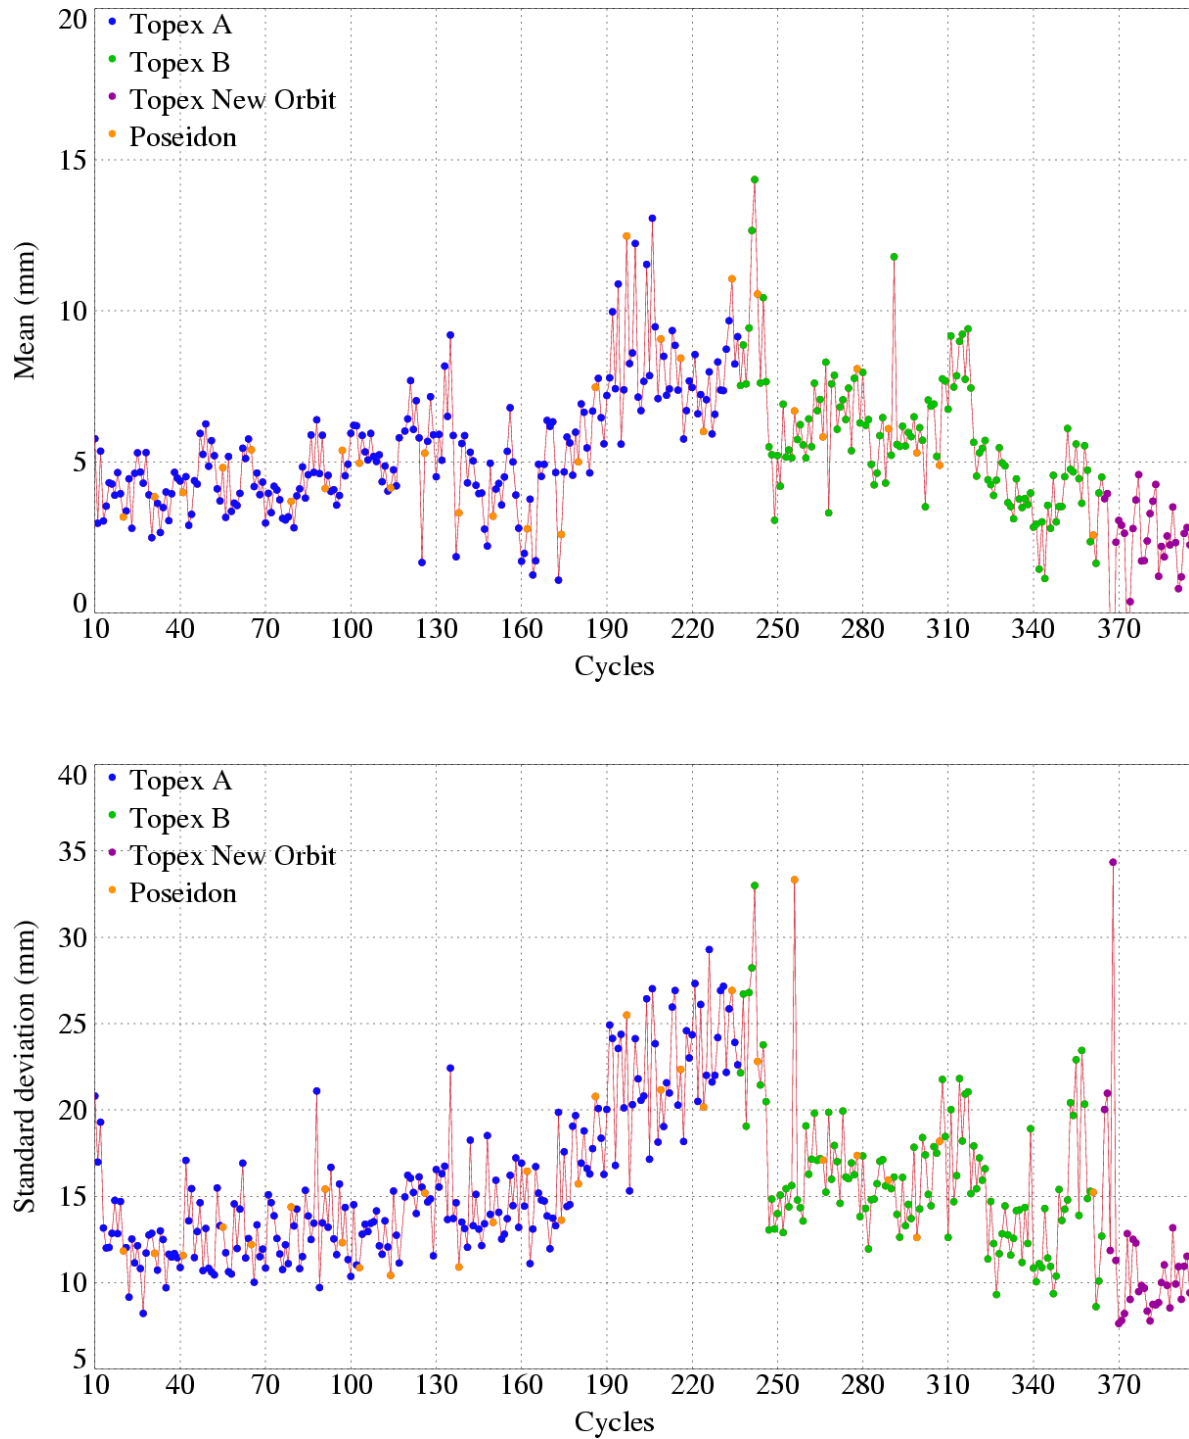 20
Topex A
Topex B
Topex New Orbit
Poseidon
15
10
5
0
Mean (mm)
10 40 70 100 130 160 190 220 250 280 310 340 370
Cycles
40
Topex A
35
Topex B
Topex New Orbit
Poseidon
30
25
20
15
10
5
Standard deviation (mm)
10 40 70 100 130 160 190 220 250 280 310 340 370
Cycles